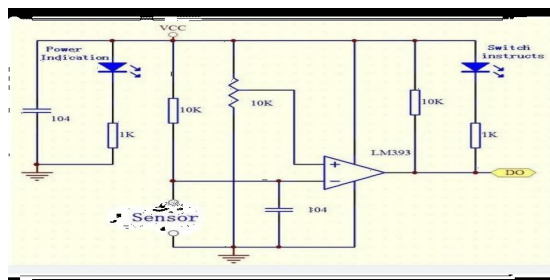 VCC
Power
Indication
Switch
instructs
10K
10K
10K
104
1K
1K
LM393
DO
104
Sensor